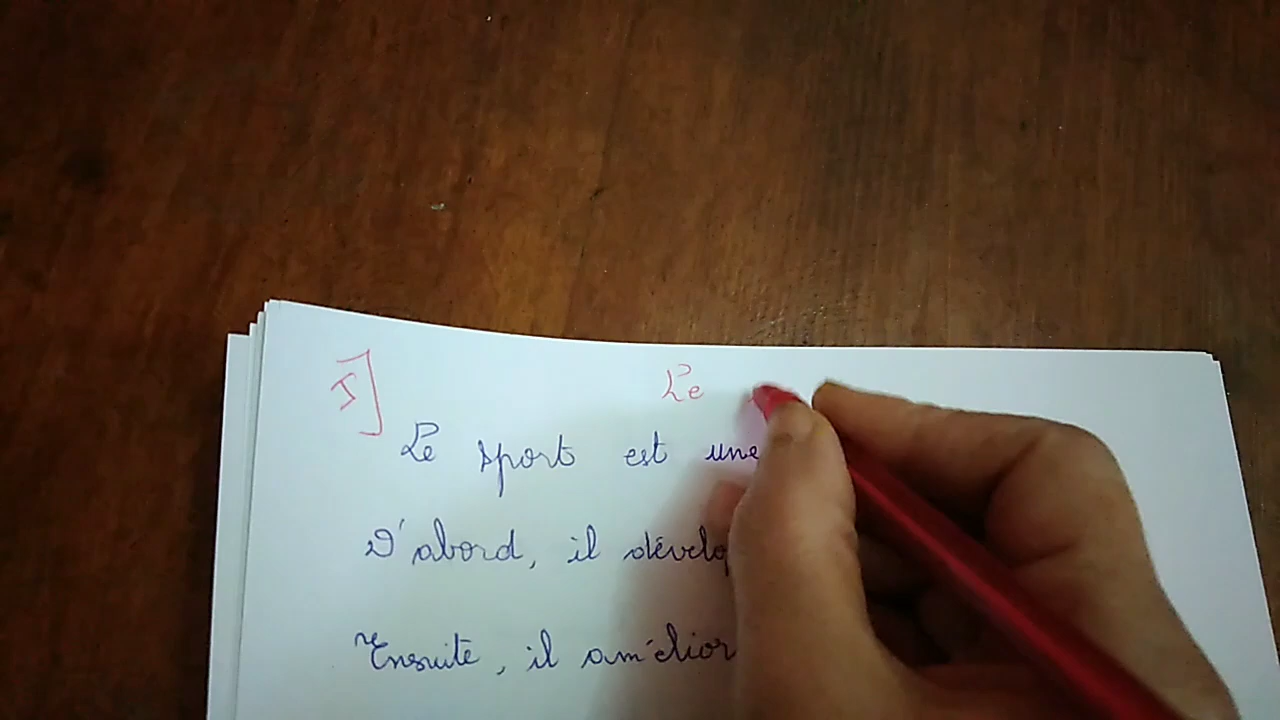 I] Le
Le sport est une
D'abord, il dévelop
Ensuite, il amélior